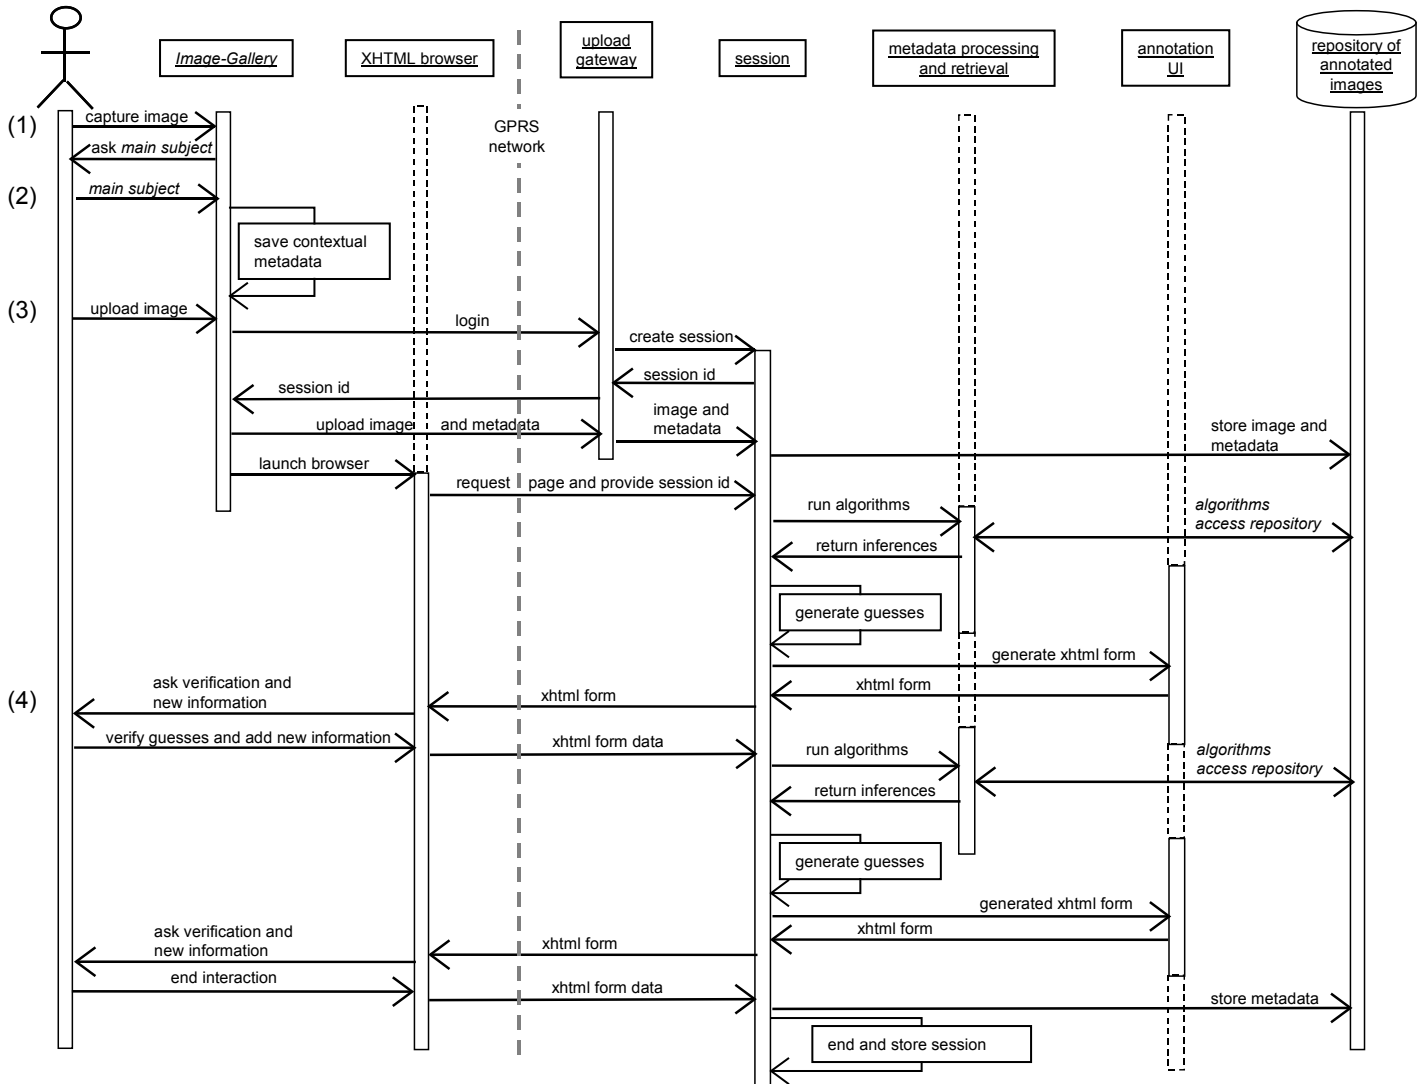 Image-Gallery
XHTML browser
upload
gateway
session
metadata processing
and retrieval
annotation
UI
repository of
annotated
images
GPRS
network
(1)
capture image
ask main subject
(2)
main subject
save contextual
metadata
(3)
upload image
login
create session
session id
session id
upload image and metadata
image and
metadata
store image and
metadata
launch browser
request page and provide session id
run algorithms
algorithms
access repository
return inferences
generate guesses
generate xhtml form
xhtml form
(4)
ask verification and
new information
xhtml form
verify guesses and add new information
xhtml form data
run algorithms
algorithms
access repository
return inferences
generate guesses
generated xhtml form
xhtml form
ask verification and
new information
xhtml form
end interaction
xhtml form data
store metadata
end and store session